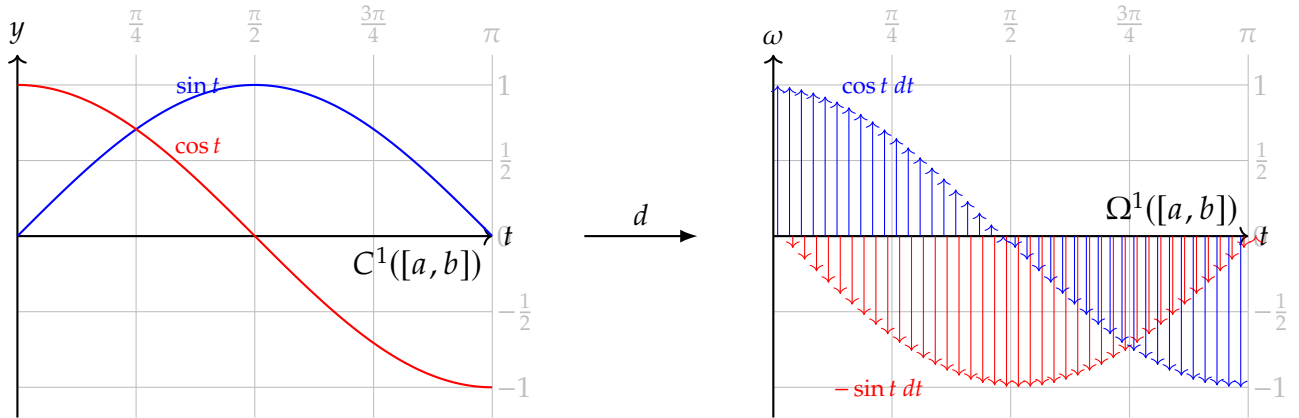 y
π/4
π/2
3π/4
π
sin t
cos t
1
1/2
0
t
C¹([a, b])
−1/2
−1
d
ω
π/4
π/2
3π/4
π
cos t dt
1
1/2
Ω¹([a, b])
0
t
−1/2
− sin t dt
−1